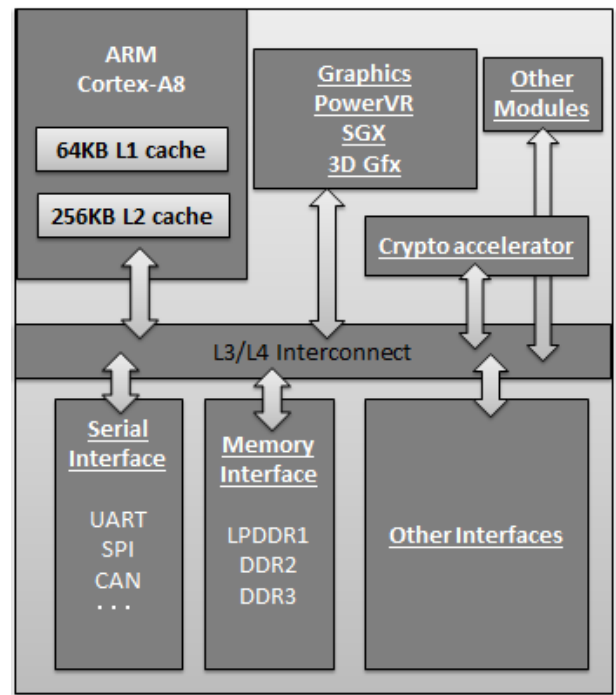 ARM
Cortex-A8
64KB L1 cache
256KB L2 cache
Graphics
PowerVR
SGX
3D Gfx
Other
Modules
Crypto accelerator
L3/L4 Interconnect
Serial
Interface
UART
SPI
CAN
. . .
Memory
Interface
LPDDR1
DDR2
DDR3
Other Interfaces